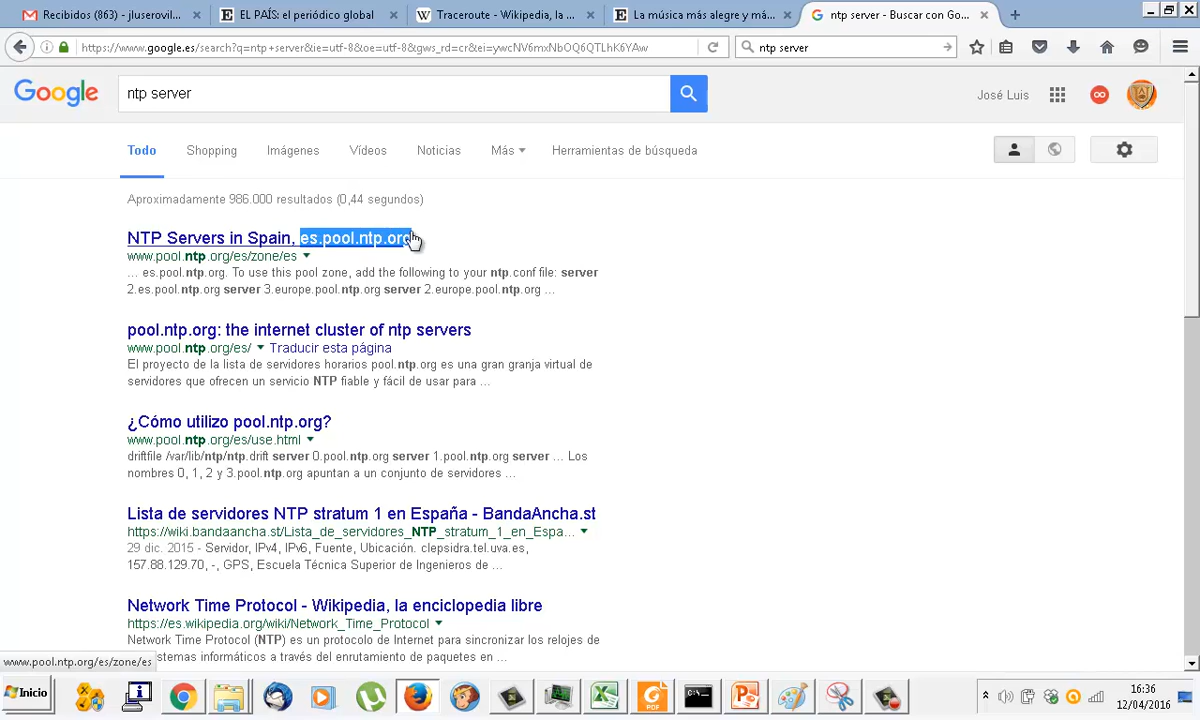 Recibidos (863) - jluserovil...
EL PAÍS: el periódico global
Traceroute - Wikipedia, la ...
La música más alegre y má...
ntp server - Buscar con Go...
https://www.google.es/search?q=ntp+server&ie=utf-8&oe=utf-8&gws_rd=cr&ei=ywcNV6mxNbOQ6QTLhK6YAw
ntp server
Google
ntp server
José Luis
Todo
Shopping
Imágenes
Vídeos
Noticias
Más
Herramientas de búsqueda
Aproximadamente 986.000 resultados (0,44 segundos)
NTP Servers in Spain, es.pool.ntp.org
www.pool.ntp.org/es/zone/es
... es.pool.ntp.org. To use this pool zone, add the following to your ntp.conf file: server
2.es.pool.ntp.org server 3.europe.pool.ntp.org server 2.europe.pool.ntp.org ...
pool.ntp.org: the internet cluster of ntp servers
www.pool.ntp.org/es/ Traducir esta página
El proyecto de la lista de servidores horarios pool.ntp.org es una gran granja virtual de
servidores que ofrecen un servicio NTP fiable y fácil de usar para ...
¿Cómo utilizo pool.ntp.org?
www.pool.ntp.org/es/use.html
driftfile /var/lib/ntp/ntp.drift server 0.pool.ntp.org server 1.pool.ntp.org server ... Los
nombres 0, 1, 2 y 3.pool.ntp.org apuntan a un conjunto de servidores ...
Lista de servidores NTP stratum 1 en España - BandaAncha.st
https://wiki.bandaancha.st/Lista_de_servidores_NTP_stratum_1_en_Espa...
29 dic. 2015 - Servidor, IPv4, IPv6, Fuente, Ubicación. clepsidra.tel.uva.es,
157.88.129.70, -, GPS, Escuela Técnica Superior de Ingenieros de ...
Network Time Protocol - Wikipedia, la enciclopedia libre
https://es.wikipedia.org/wiki/Network_Time_Protocol
Network Time Protocol (NTP) es un protocolo de Internet para sincronizar los relojes de
stemas informáticos a través del enrutamiento de paquetes en ...
www.pool.ntp.org/es/zone/es
Inicio
PDF
16:36
12/04/2016